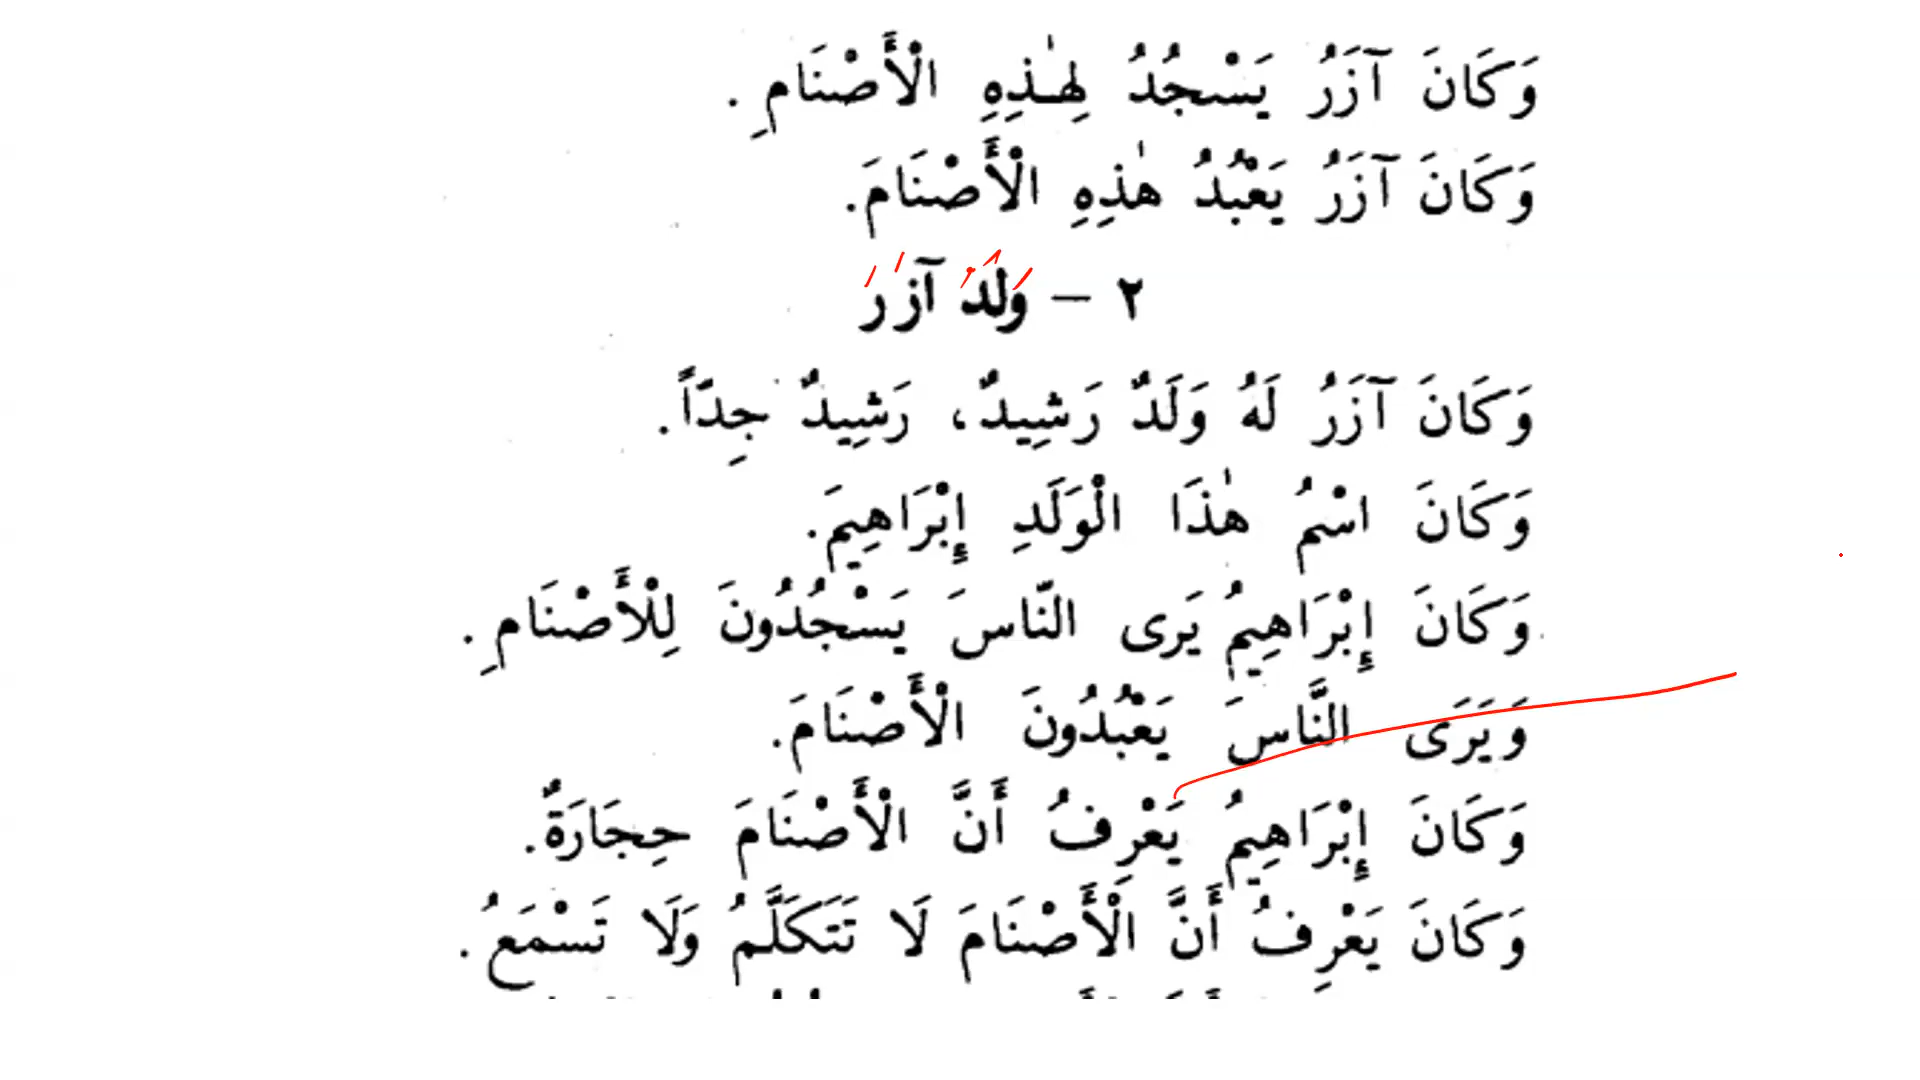 وَكَانَ آزَرُ يَسْجُدُ لِهٰذِهِ الْأَصْنَامِ.
وَكَانَ آزَرُ يَعْبُدُ هٰذِهِ الْأَصْنَامَ.
٢ – وَلَدُ آزَرَ
وَكَانَ آزَرُ لَهُ وَلَدٌ رَشِيدٌ، رَشِيدٌ جِدّاً.
وَكَانَ اسْمُ هٰذَا الْوَلَدِ إِبْرَاهِيمَ.
وَكَانَ إِبْرَاهِيمُ يَرى النّاسَ يَسْجُدُونَ لِلْأَصْنَامِ.
وَيَرَى النَّاسَ يَعْبُدُونَ الْأَصْنَامَ.
وَكَانَ إِبْرَاهِيمُ يَعْرِفُ أَنَّ الْأَصْنَامَ حِجَارَةٌ.
وَكَانَ يَعْرِفُ أَنَّ الْأَصْنَامَ لَا تَتَكَلَّمُ وَلَا تَسْمَعُ.